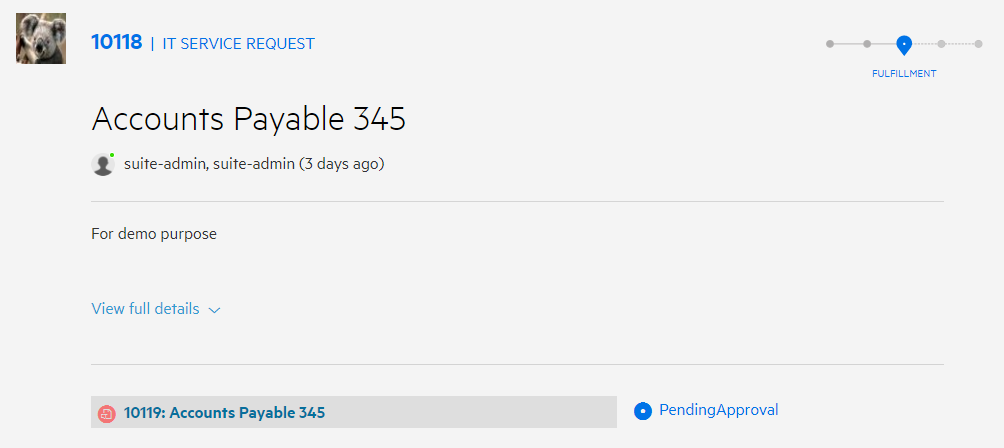 10118 | IT SERVICE REQUEST
FULFILLMENT
Accounts Payable 345
suite-admin, suite-admin (3 days ago)
For demo purpose
View full details
10119: Accounts Payable 345
PendingApproval